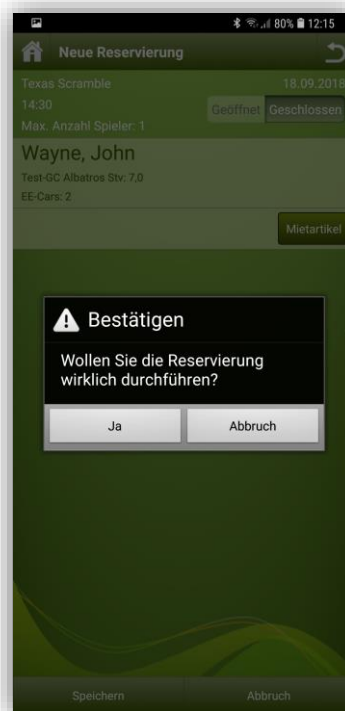 80% 12:15
Neue Reservierung
Texas Scramble 18.09.2018
14:30 Geöffnet Geschlossen
Max. Anzahl Spieler: 1
Wayne, John
Test-GC Albatros Stv: 7,0
EE-Cars: 2
Mietartikel
Bestätigen
Wollen Sie die Reservierung
wirklich durchführen?
Ja Abbruch
Speichern Abbruch